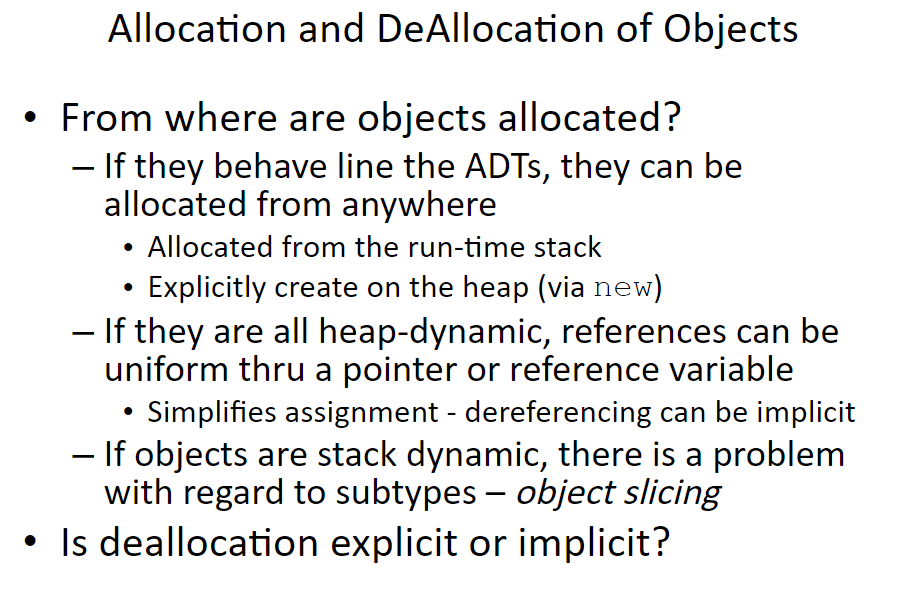 Allocation and DeAllocation of Objects
• From where are objects allocated?
– If they behave line the ADTs, they can be
allocated from anywhere
• Allocated from the run-time stack
• Explicitly create on the heap (via new)
– If they are all heap-dynamic, references can be
uniform thru a pointer or reference variable
• Simplifies assignment - dereferencing can be implicit
– If objects are stack dynamic, there is a problem
with regard to subtypes – object slicing
• Is deallocation explicit or implicit?